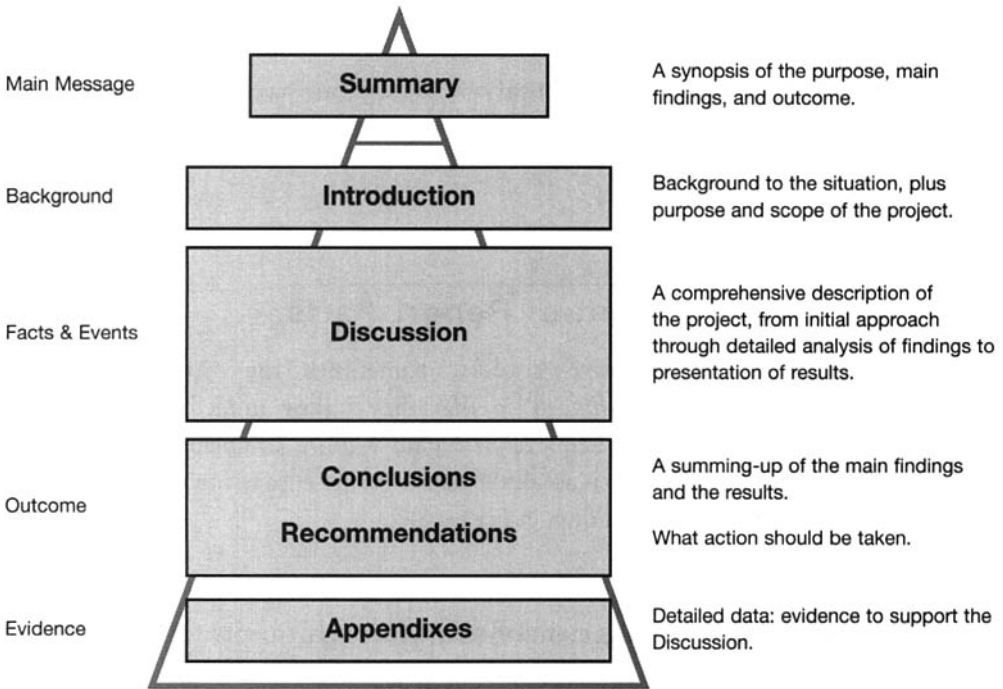 Main Message
Summary
A synopsis of the purpose, main
findings, and outcome.
Background
Introduction
Background to the situation, plus
purpose and scope of the project.
Facts & Events
Discussion
A comprehensive description of
the project, from initial approach
through detailed analysis of findings to
presentation of results.
Outcome
Conclusions
Recommendations
A summing-up of the main findings
and the results.
What action should be taken.
Evidence
Appendixes
Detailed data: evidence to support the
Discussion.